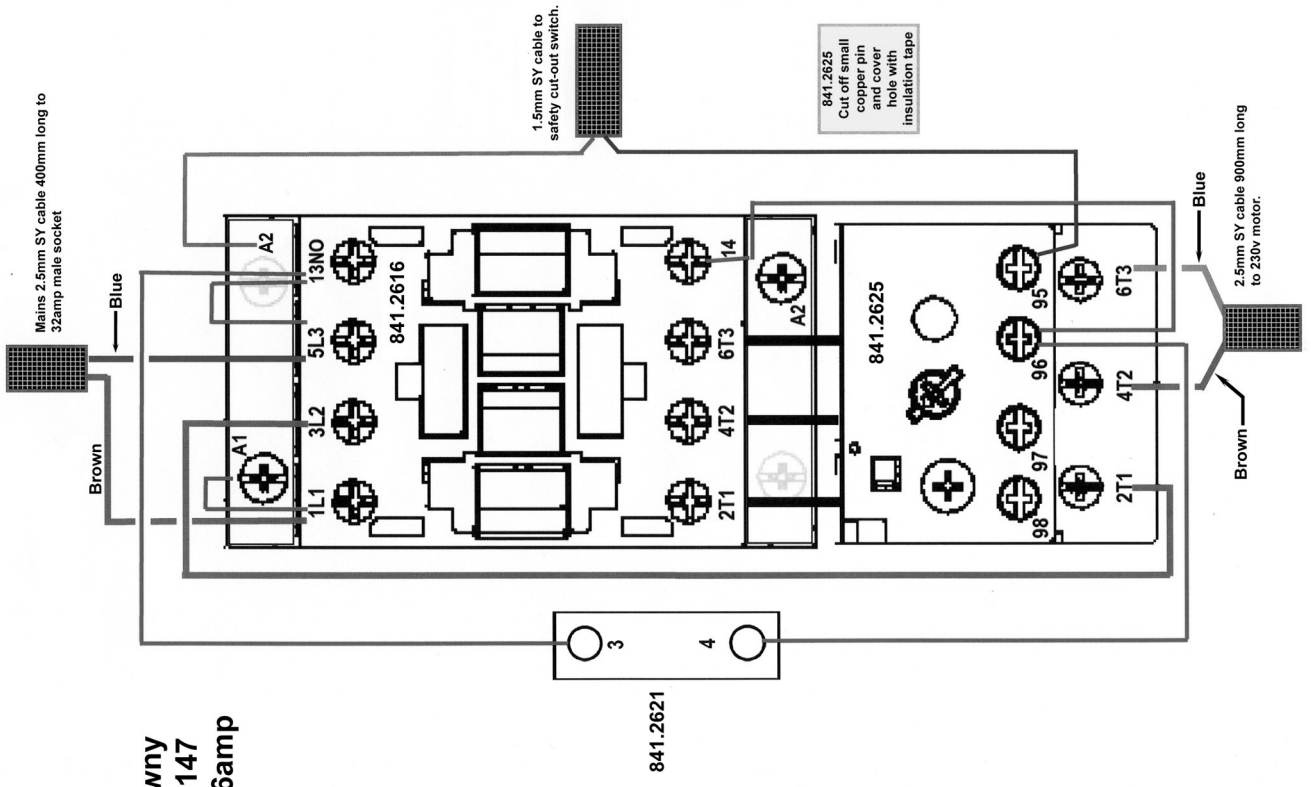 Mains 2.5mm SY cable 400mm long to
32amp male socket
Blue
Brown
1.5mm SY cable to
safety cut-out switch.
841.2625
Cut off small
copper pin
and cover
hole with
insulation tape
A1
A2
1L1
3L2
5L3
13NO
841.2616
2T1
4T2
6T3
14
A2
841.2625
98
97
96
95
2T1
4T2
6T3
Blue
Brown
2.5mm SY cable 900mm long
to 230v motor.
3
4
841.2621
147